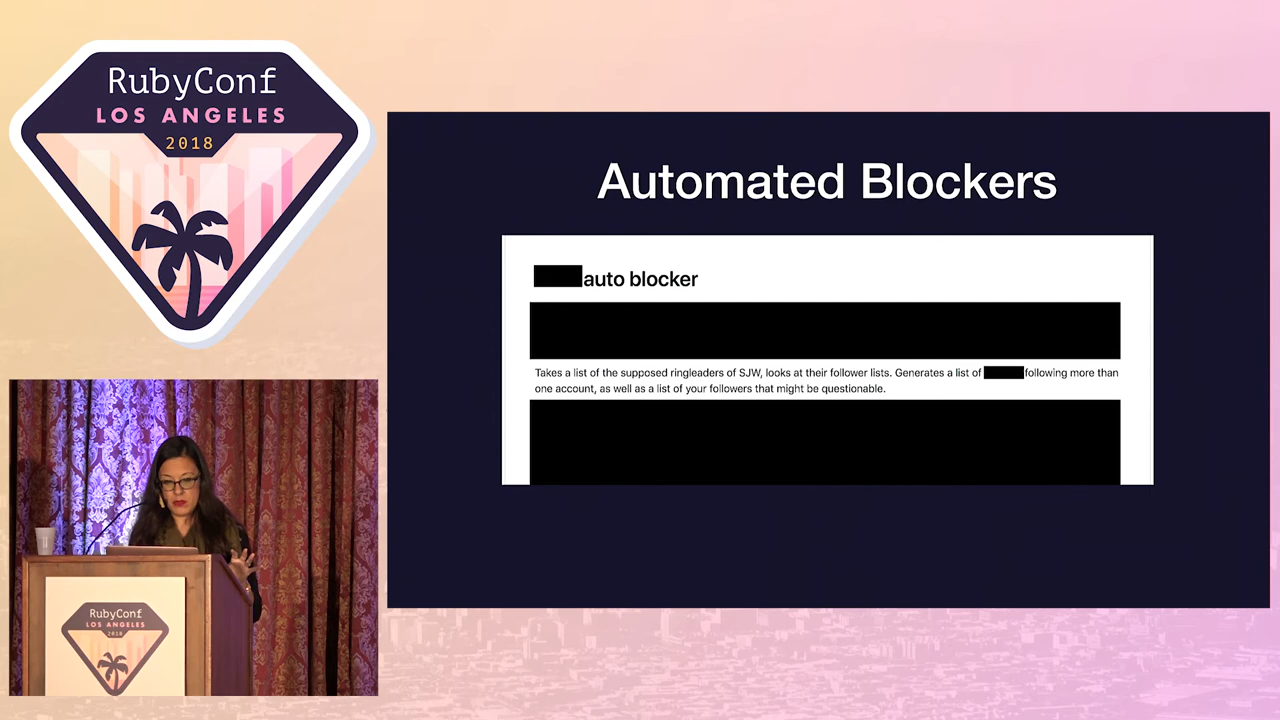 RubyConf
LOS ANGELES
2018
Automated Blockers
auto blocker
Takes a list of the supposed ringleaders of SJW, looks at their follower lists. Generates a list of following more than
one account, as well as a list of your followers that might be questionable.
RubyConf
LOS ANGELES
2018